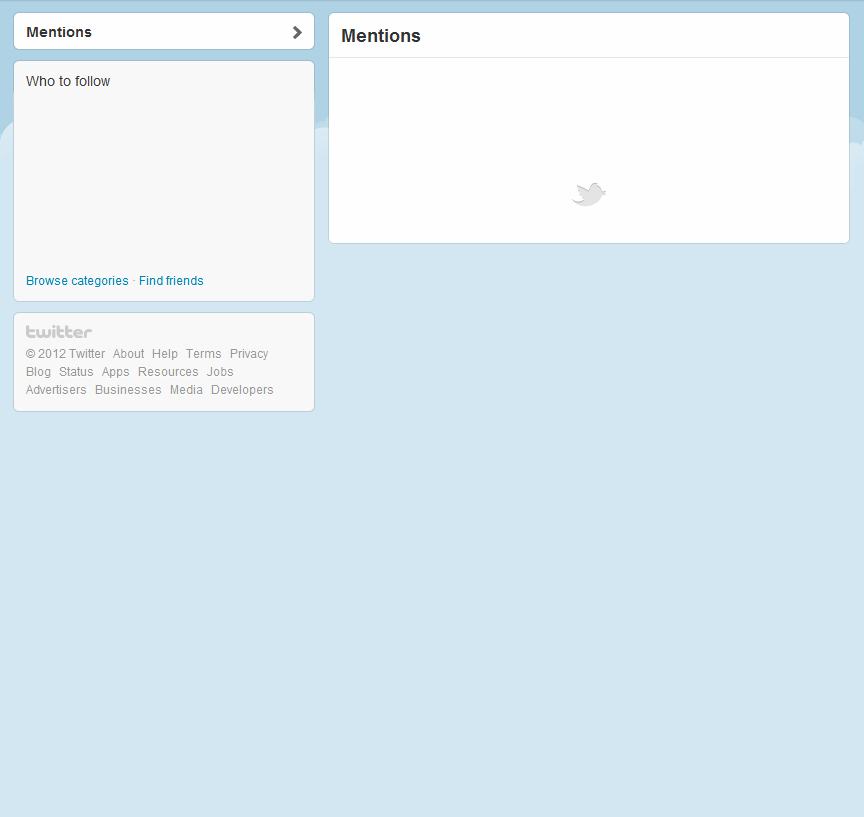 Mentions
Who to follow
Browse categories · Find friends
twitter
© 2012 Twitter About Help Terms Privacy
Blog Status Apps Resources Jobs
Advertisers Businesses Media Developers
Mentions